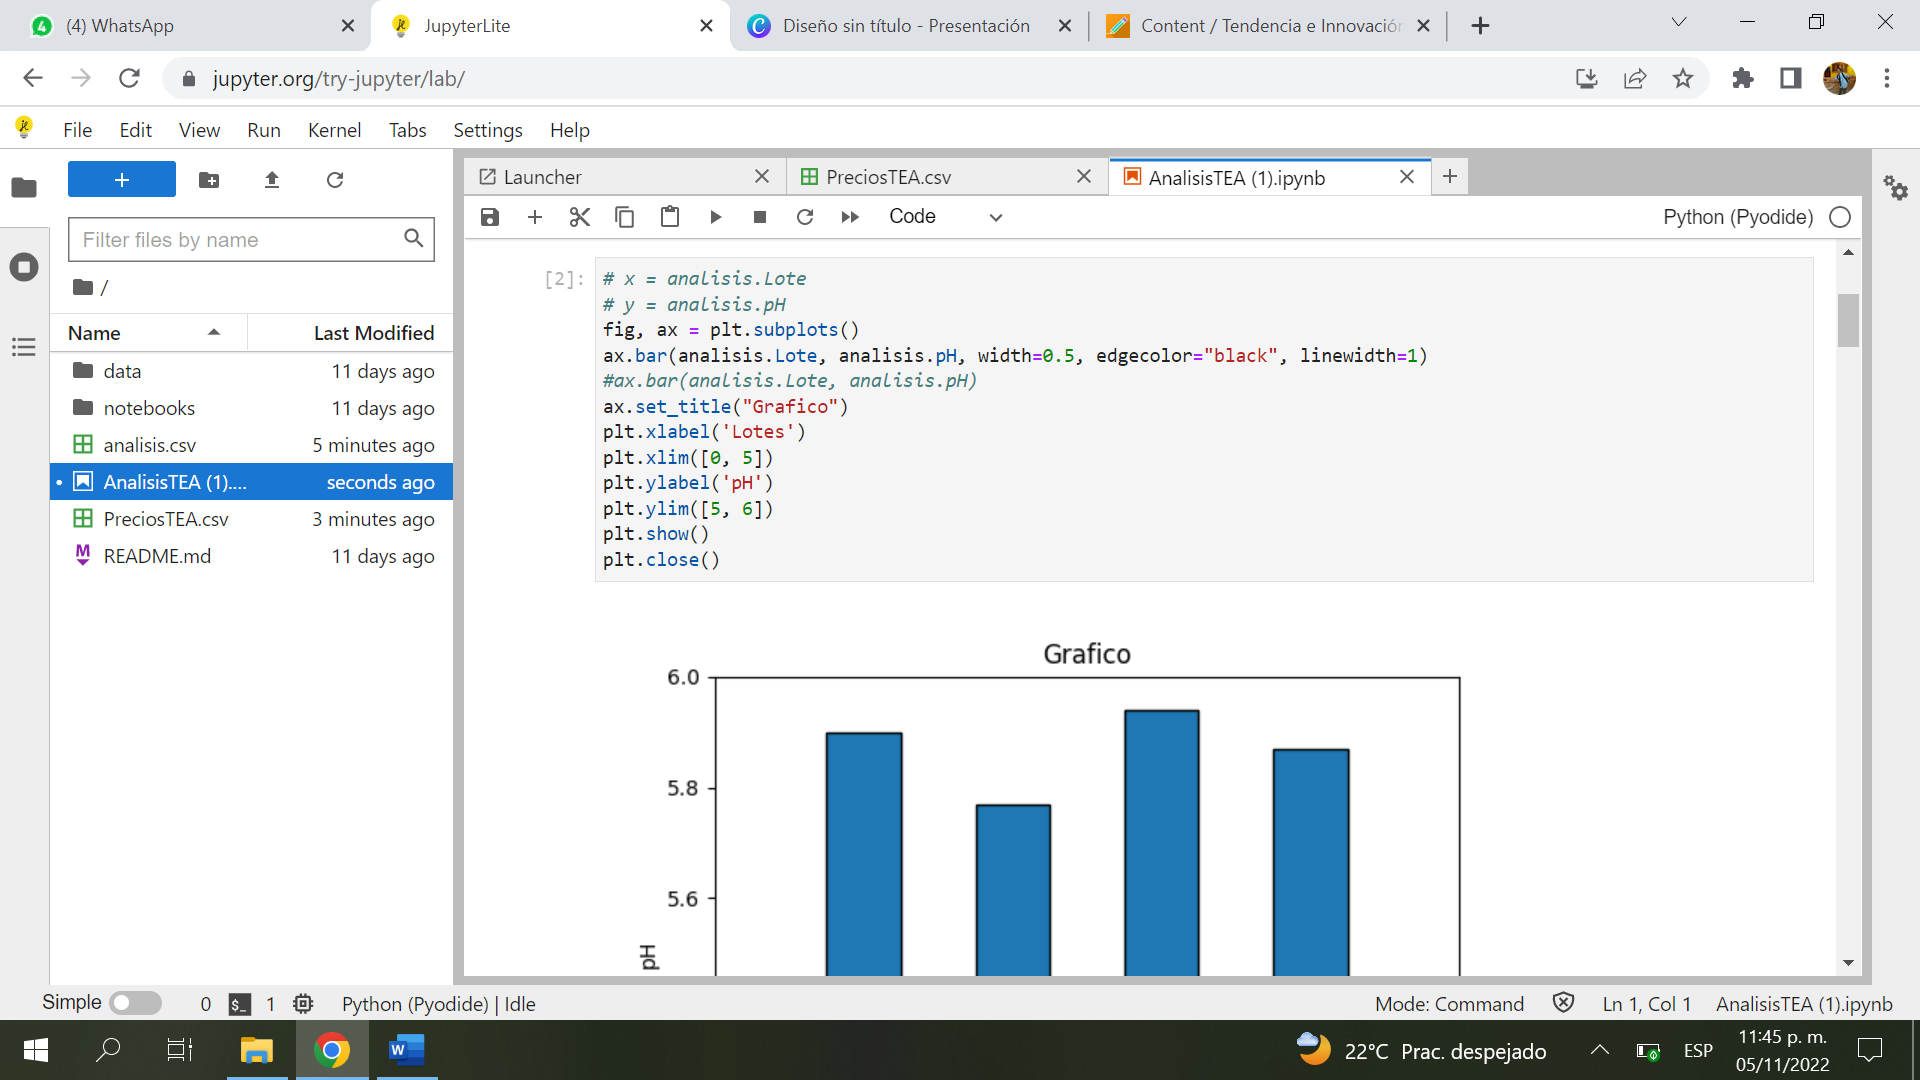 (4) WhatsApp
JupyterLite
Diseño sin título - Presentación
Content / Tendencia e Innovación
jupyter.org/try-jupyter/lab/
File Edit View Run Kernel Tabs Settings Help
Launcher
PreciosTEA.csv
AnalisisTEA (1).ipynb
Code
Python (Pyodide)
Filter files by name
/
Name Last Modified
data 11 days ago
notebooks 11 days ago
analisis.csv 5 minutes ago
AnalisisTEA (1).... seconds ago
PreciosTEA.csv 3 minutes ago
README.md 11 days ago
[2]:
# x = analisis.Lote
# y = analisis.pH
fig, ax = plt.subplots()
ax.bar(analisis.Lote, analisis.pH, width=0.5, edgecolor="black", linewidth=1)
#ax.bar(analisis.Lote, analisis.pH)
ax.set_title("Grafico")
plt.xlabel('Lotes')
plt.xlim([0, 5])
plt.ylabel('pH')
plt.ylim([5, 6])
plt.show()
plt.close()
Grafico
6.0
5.8
5.6
pH
Simple 0 1 Python (Pyodide) | Idle
Mode: Command Ln 1, Col 1 AnalisisTEA (1).ipynb
22°C Prac. despejado
ESP
11:45 p. m.
05/11/2022